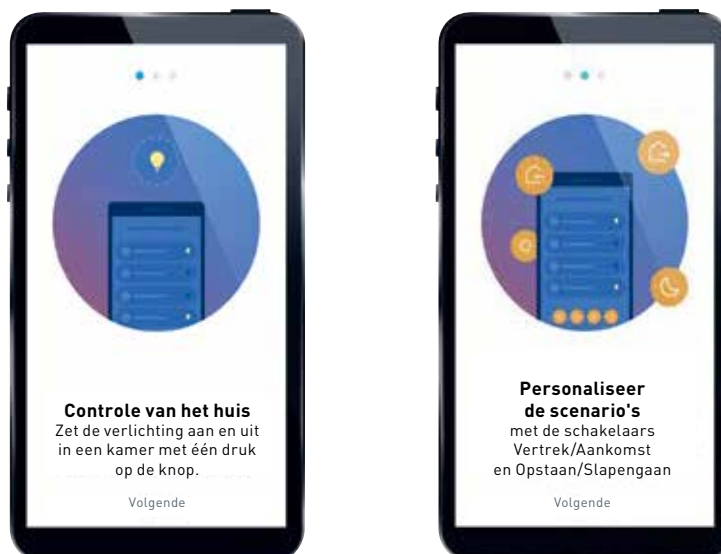 Controle van het huis
Zet de verlichting aan en uit
in een kamer met één druk
op de knop.
Volgende
Personaliseer
de scenario's
met de schakelaars
Vertrek/Aankomst
en Opstaan/Slapengaan
Volgende